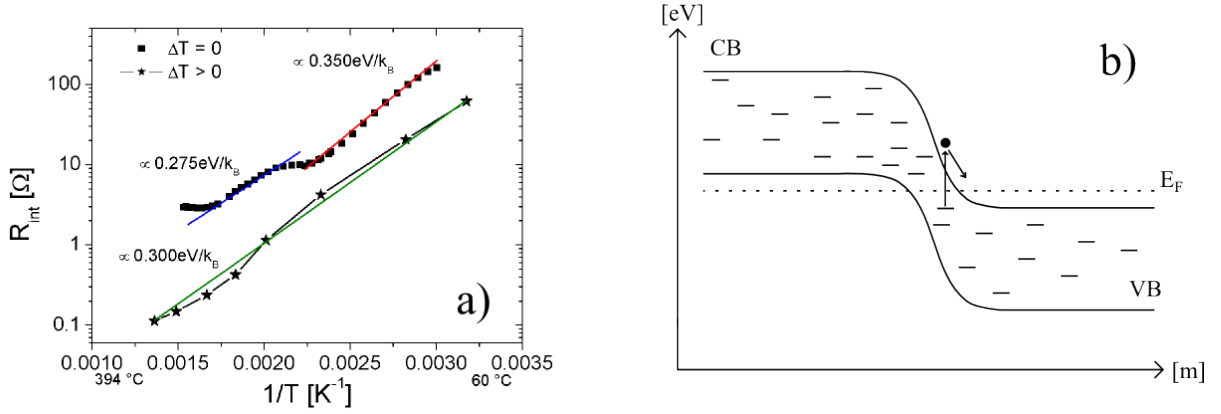 ΔT = 0
ΔT > 0
∝ 0.350eV/k_B
∝ 0.275eV/k_B
∝ 0.300eV/k_B
a)
R_int [Ω]
100
10
1
0.1
0.0010 0.0015 0.0020 0.0025 0.0030 0.0035
394 °C 60 °C
1/T [K⁻¹]
[eV]
CB
b)
E_F
VB
[m]